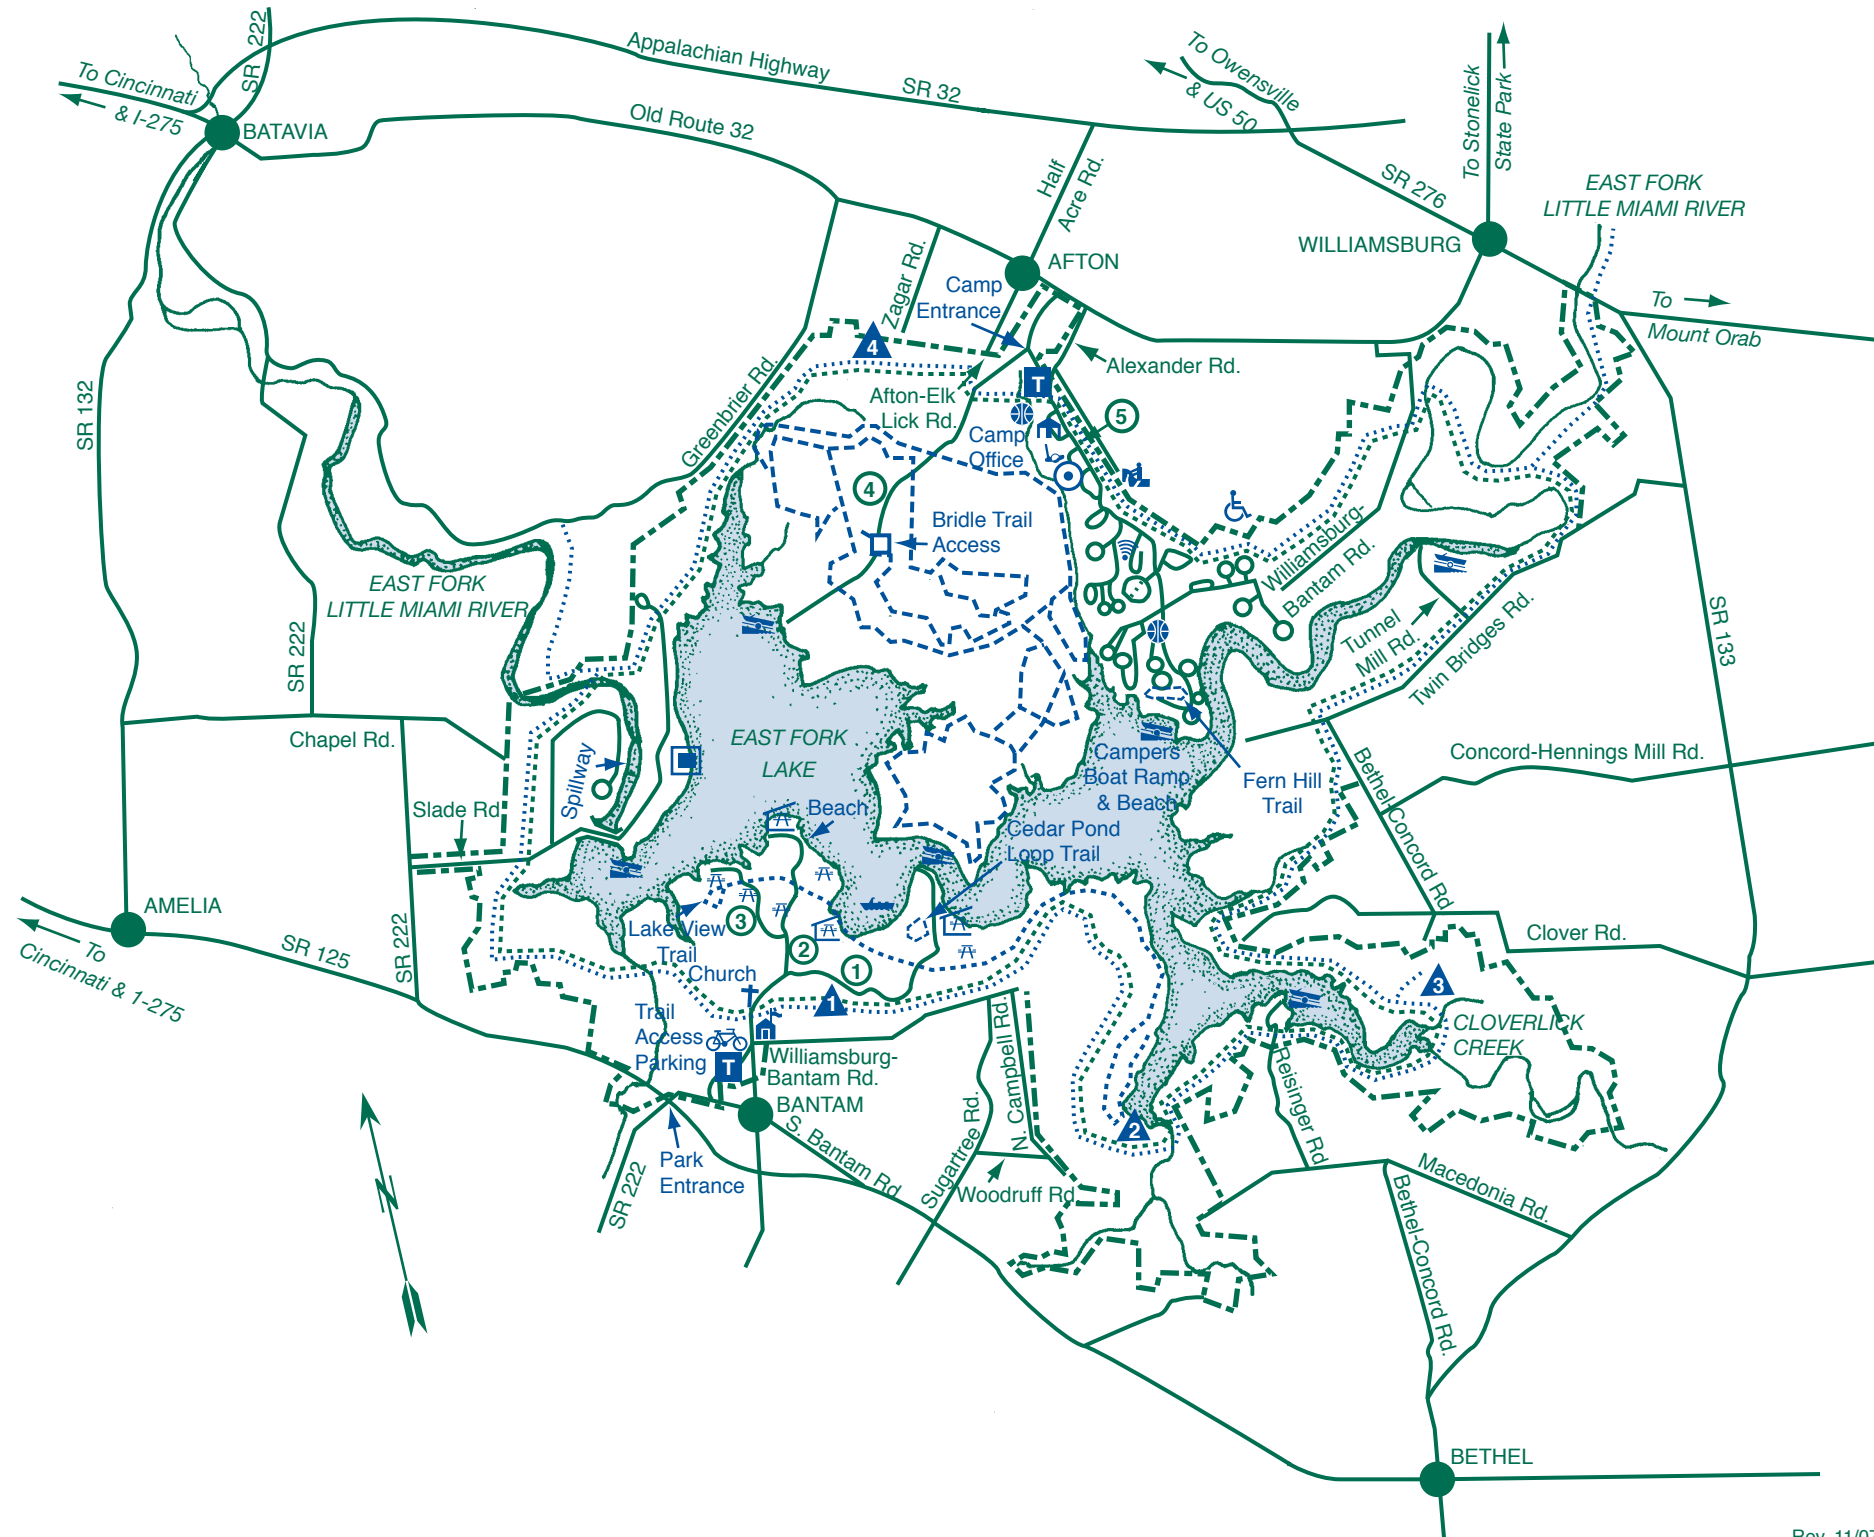 SR 222
To Cincinnati
& I-275
BATAVIA
Appalachian Highway
SR 32
Old Route 32
To Owensville
& US 50
To Stonelick
State Park
SR 276
EAST FORK
LITTLE MIAMI RIVER
WILLIAMSBURG
Half
Acre Rd.
AFTON
Zagar Rd.
Camp
Entrance
To
Mount Orab
4
Alexander Rd.
T
Afton-Elk
Lick Rd.
5
Greenbrier Rd.
Camp
Office
SR 132
4
Bridle Trail
Access
Williamsburg-
Bantam Rd.
EAST FORK
LITTLE MIAMI RIVER
SR 222
Tunnel
Mill Rd.
Twin Bridges Rd.
SR 133
Chapel Rd.
EAST FORK
LAKE
Spillway
Campers
Boat Ramp
& Beach
Fern Hill
Trail
Bethel-Concord Rd
Concord-Hennings Mill Rd.
Slade Rd
Beach
Cedar Pond
Loop Trail
AMELIA
To
Cincinnati & 1-275
SR 125
SR 222
Lake View
Trail
3
2
1
Church
1
Clover Rd.
3
CLOVERLICK
CREEK
Trail
Access
Parking
T
Williamsburg-
Bantam Rd.
BANTAM
S. Bantam Rd
N. Campbell Rd.
Sugartree Rd.
Woodruff Rd
2
Reisinger Rd
Park
Entrance
SR 222
Macedonia Rd.
Bethel-Concord Rd.
N
BETHEL